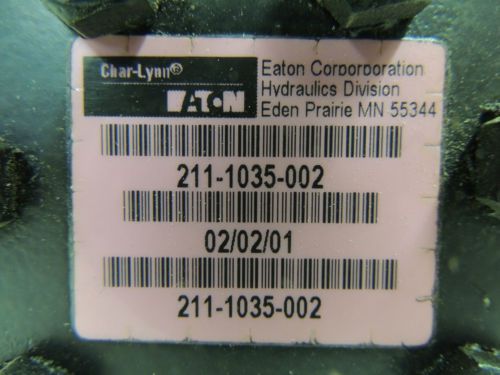 Char-Lynn®
EATON
Eaton Corporporation
Hydraulics Division
Eden Prairie MN 55344
211-1035-002
02/02/01
211-1035-002